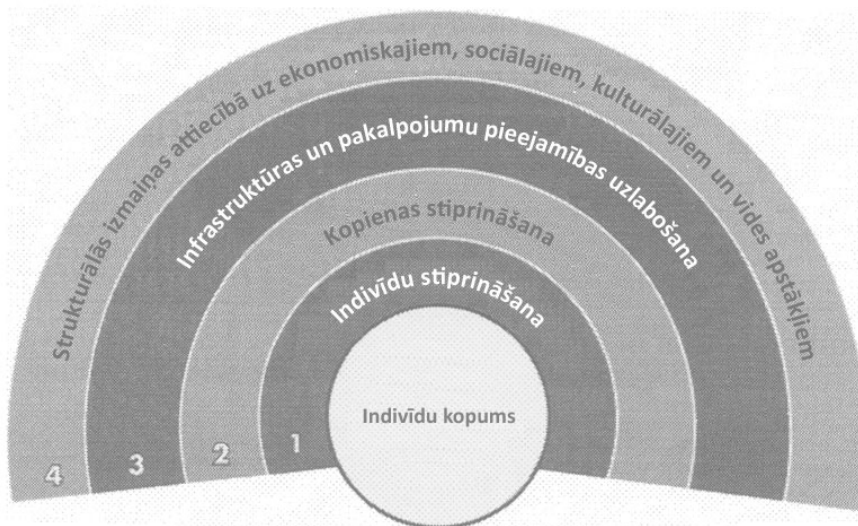 Strukturālās izmaiņas attiecībā uz ekonomiskajiem, sociālajiem, kulturālajiem un vides apstākļiem
Infrastruktūras un pakalpojumu pieejamības uzlabošana
Kopienas stiprināšana
Indivīdu stiprināšana
Indivīdu kopums
4 3 2 1